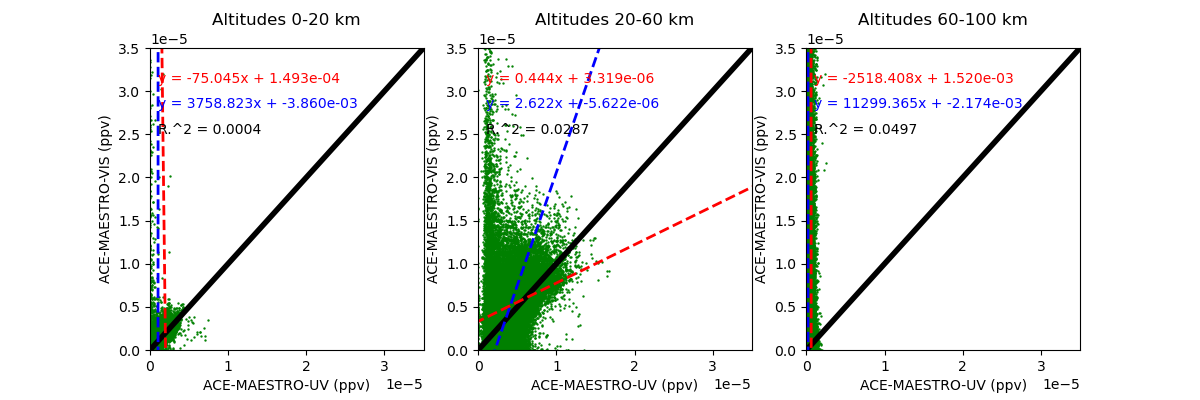 Altitudes 0-20 km
1e−5
3.5
3.0
2.5
2.0
1.5
1.0
0.5
0.0
ACE-MAESTRO-VIS (ppv)
y = -75.045x + 1.493e-04
y = 3758.823x + -3.860e-03
R.^2 = 0.0004
0
1
2
3
1e−5
ACE-MAESTRO-UV (ppv)
Altitudes 20-60 km
1e−5
3.5
3.0
2.5
2.0
1.5
1.0
0.5
0.0
ACE-MAESTRO-VIS (ppv)
y = 0.444x + 3.319e-06
y = 2.622x + -5.622e-06
R.^2 = 0.0287
0
1
2
3
1e−5
ACE-MAESTRO-UV (ppv)
Altitudes 60-100 km
1e−5
3.5
3.0
2.5
2.0
1.5
1.0
0.5
0.0
ACE-MAESTRO-VIS (ppv)
y = -2518.408x + 1.520e-03
y = 11299.365x + -2.174e-03
R.^2 = 0.0497
0
1
2
3
1e−5
ACE-MAESTRO-UV (ppv)